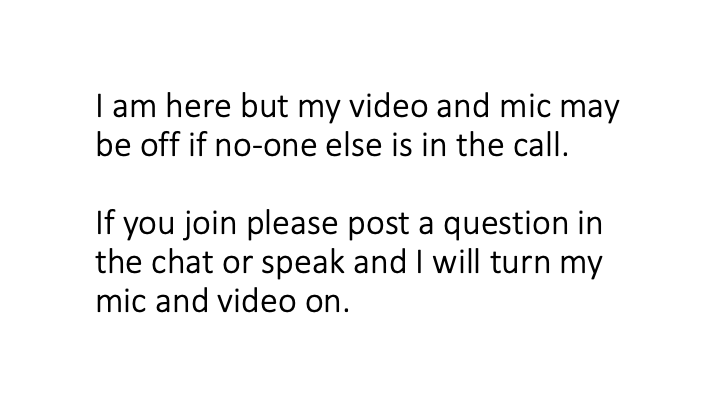 I am here but my video and mic may
be off if no-one else is in the call.
If you join please post a question in
the chat or speak and I will turn my
mic and video on.